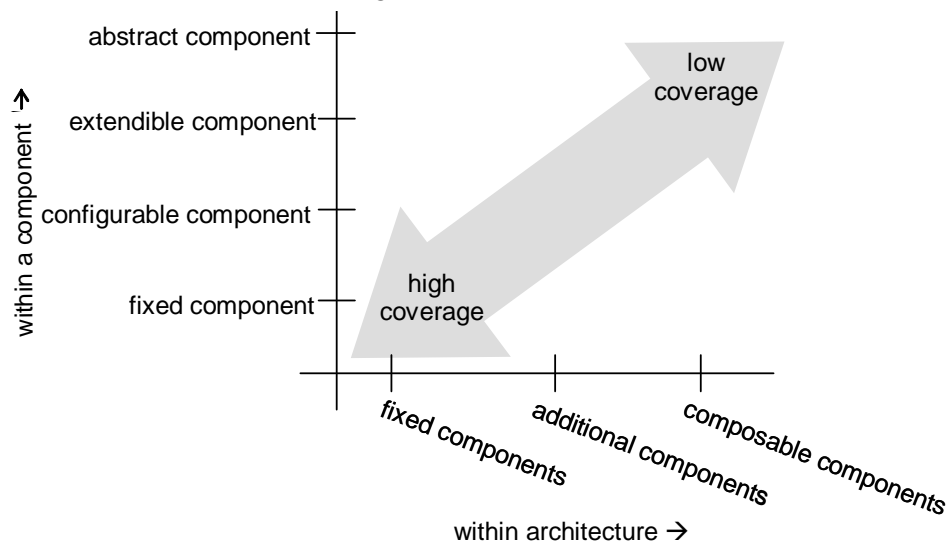 abstract component
low
coverage
extendible component
within a component →
configurable component
high
coverage
fixed component
fixed components
additional components
composable components
within architecture →